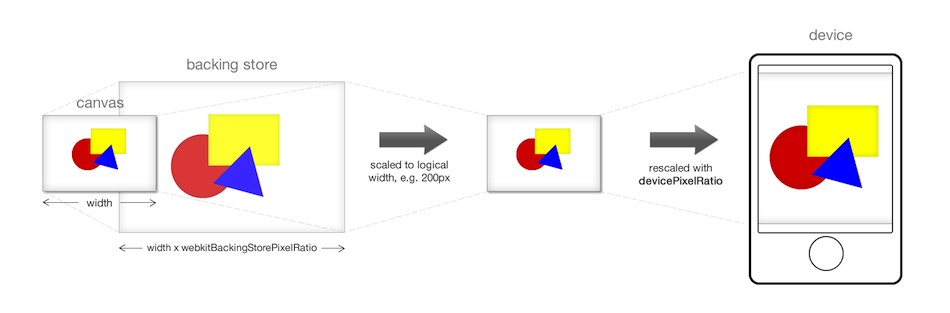 device
backing store
canvas
scaled to logical
width, e.g. 200px
rescaled with
devicePixelRatio
width
width x webkitBackingStorePixelRatio